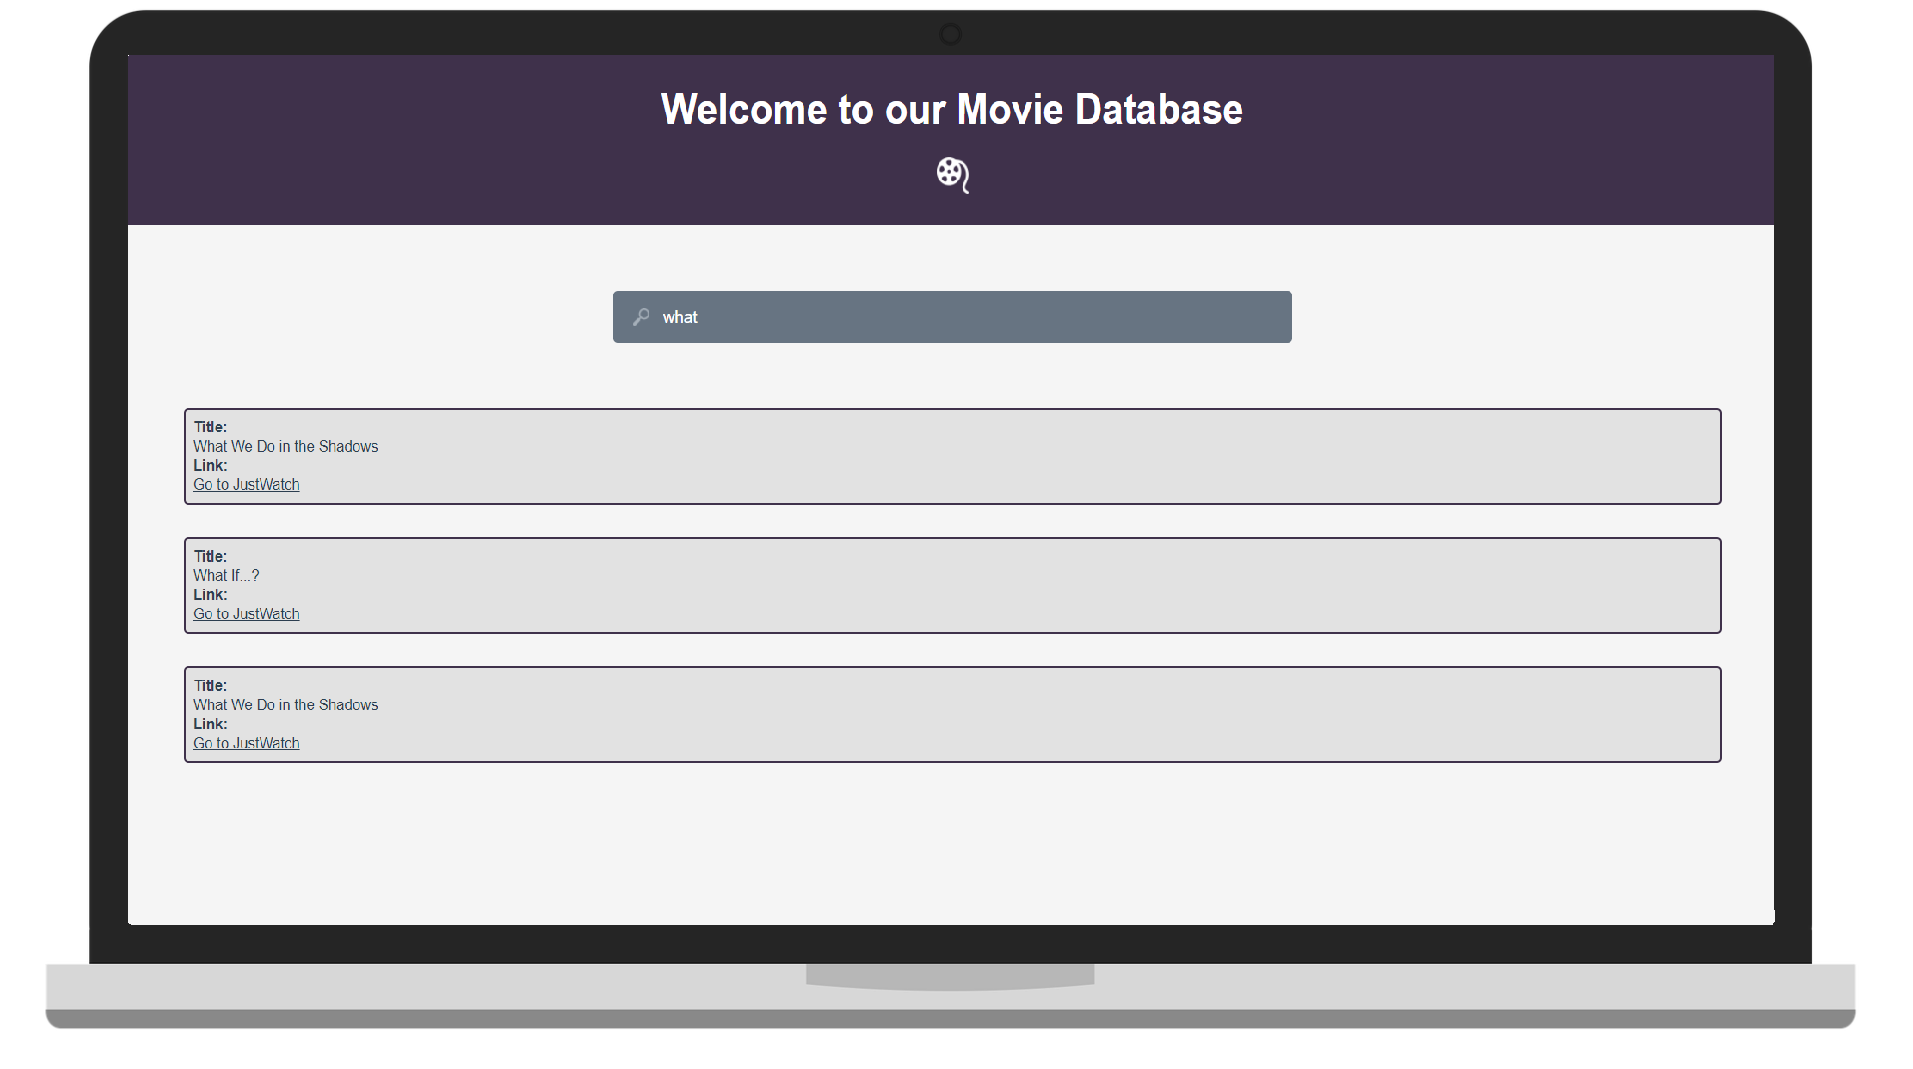 Welcome to our Movie Database
what
Title:
What We Do in the Shadows
Link:
Go to JustWatch
Title:
What If...?
Link:
Go to JustWatch
Title:
What We Do in the Shadows
Link:
Go to JustWatch